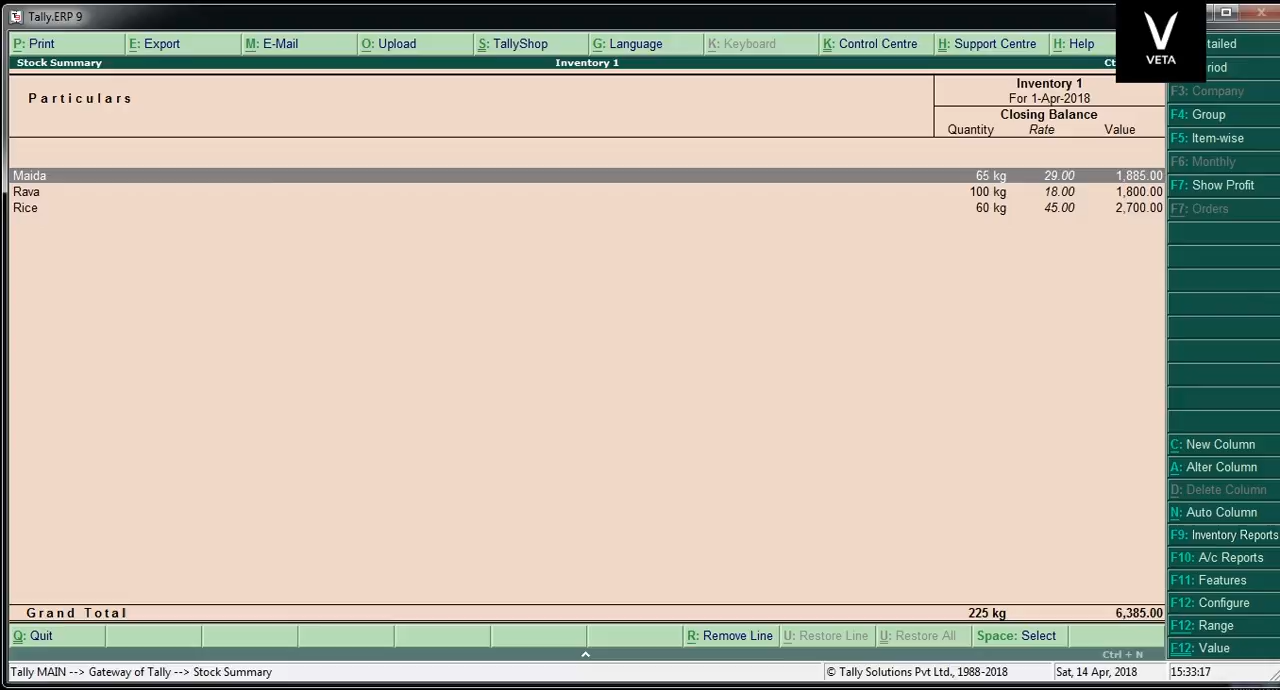 Tally.ERP 9
P: Print E: Export M: E-Mail O: Upload S: TallyShop G: Language K: Keyboard K: Control Centre H: Support Centre H: Help
VETA
Stock Summary Inventory 1
Particulars
Inventory 1
For 1-Apr-2018
Closing Balance
Quantity Rate Value
Maida 65 kg 29.00 1,885.00
Rava 100 kg 18.00 1,800.00
Rice 60 kg 45.00 2,700.00
Grand Total 225 kg 6,385.00
F3: Company
F4: Group
F5: Item-wise
F6: Monthly
F7: Show Profit
F7: Orders
C: New Column
A: Alter Column
D: Delete Column
N: Auto Column
F9: Inventory Reports
F10: A/c Reports
F11: Features
F12: Configure
F12: Range
F12: Value
Q: Quit R: Remove Line U: Restore Line U: Restore All Space: Select
Ctrl + N
Tally MAIN --> Gateway of Tally --> Stock Summary © Tally Solutions Pvt Ltd., 1988-2018 Sat, 14 Apr, 2018 15:33:17